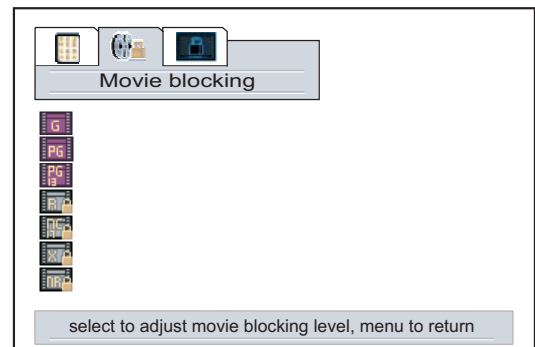 Movie blocking
G
PG
PG
13
R
NC
17
X
NR
select to adjust movie blocking level, menu to return